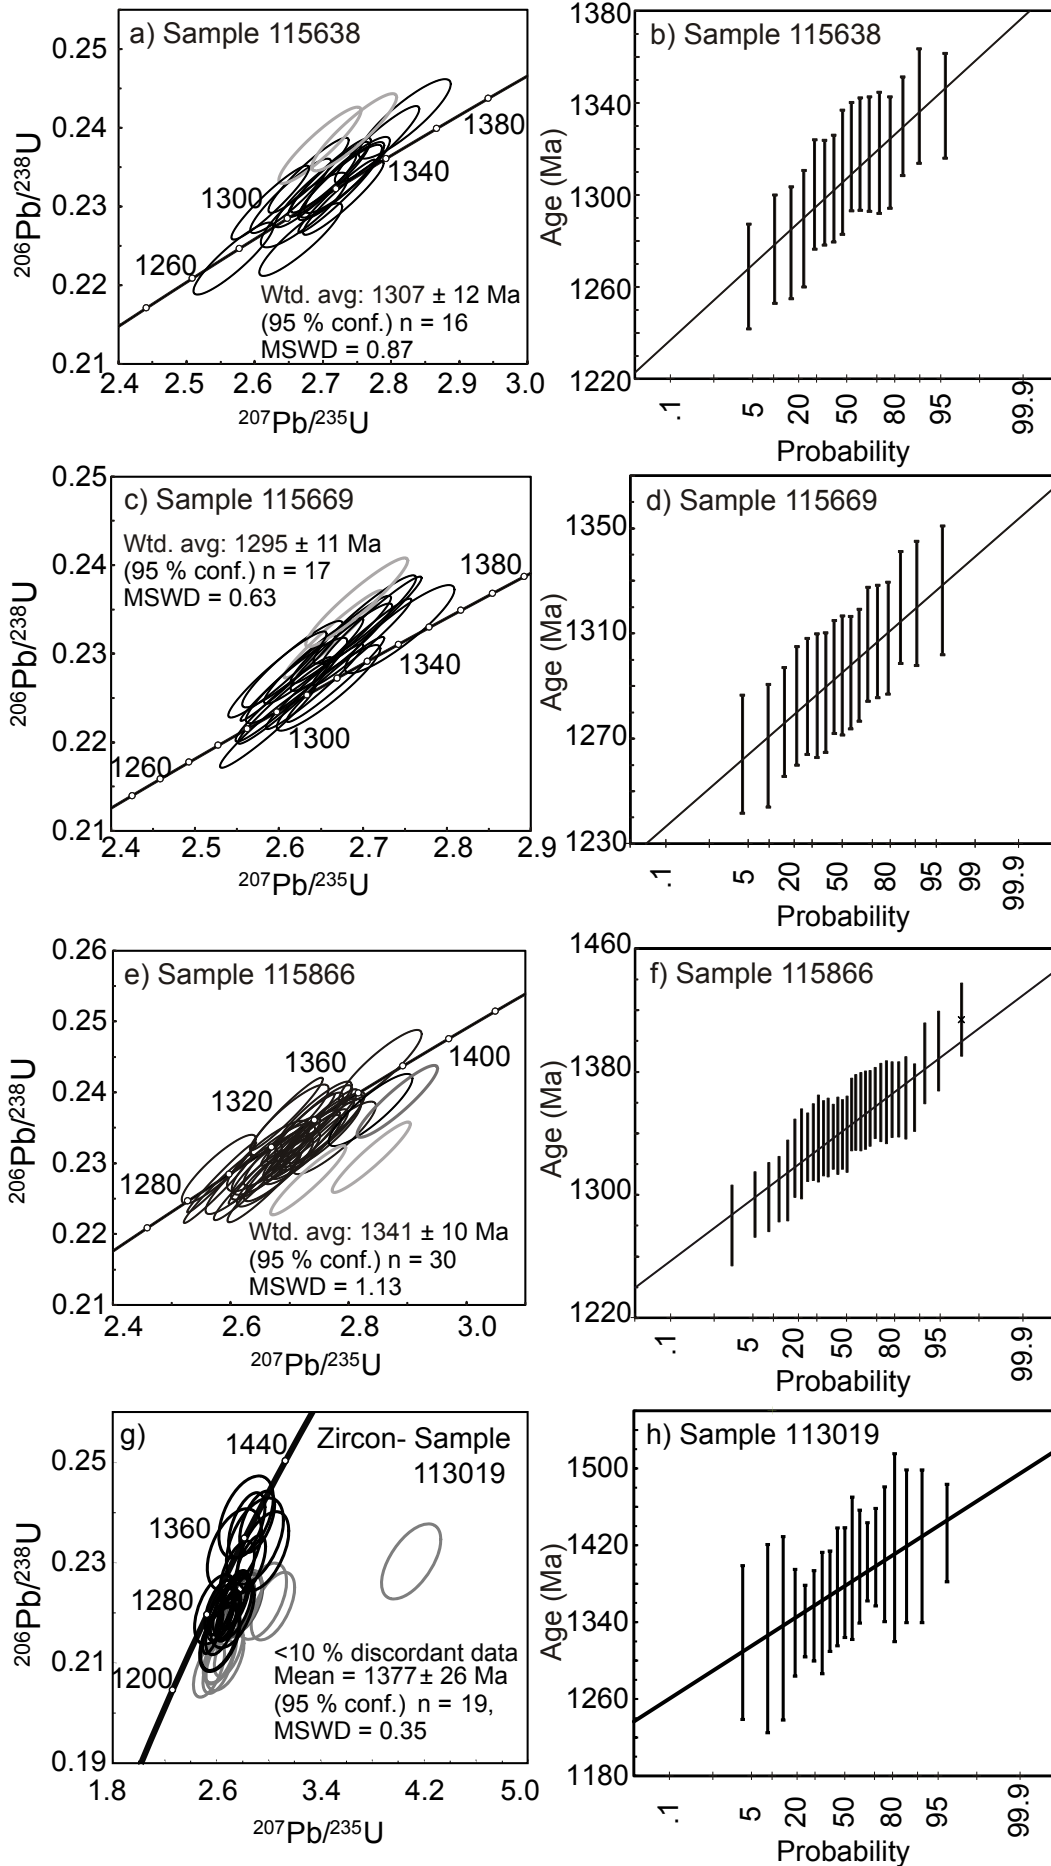 a) Sample 115638
0.25
0.24
0.23
0.22
0.21
²⁰⁶Pb/²³⁸U
1380
1340
1300
1260
Wtd. avg: 1307 ± 12 Ma
(95 % conf.) n = 16
MSWD = 0.87
2.4 2.5 2.6 2.7 2.8 2.9 3.0
²⁰⁷Pb/²³⁵U
b) Sample 115638
1380
1340
1300
1260
1220
Age (Ma)
.1 5 20 50 80 95 99.9
Probability
c) Sample 115669
Wtd. avg: 1295 ± 11 Ma
(95 % conf.) n = 17
MSWD = 0.63
0.25
0.24
0.23
0.22
0.21
²⁰⁶Pb/²³⁸U
1380
1340
1300
1260
2.4 2.5 2.6 2.7 2.8 2.9
²⁰⁷Pb/²³⁵U
d) Sample 115669
1350
1310
1270
1230
Age (Ma)
.1 5 20 50 80 95 99 99.9
Probability
e) Sample 115866
0.26
0.25
0.24
0.23
0.22
0.21
²⁰⁶Pb/²³⁸U
1360
1400
1320
1280
Wtd. avg: 1341 ± 10 Ma
(95 % conf.) n = 30
MSWD = 1.13
2.4 2.6 2.8 3.0
²⁰⁷Pb/²³⁵U
f) Sample 115866
1460
1380
1300
1220
Age (Ma)
.1 5 20 50 80 95 99.9
Probability
g)
Zircon- Sample
113019
0.25
0.23
0.21
0.19
²⁰⁶Pb/²³⁸U
1440
1360
1280
1200
<10 % discordant data
Mean = 1377 ± 26 Ma
(95 % conf.) n = 19,
MSWD = 0.35
1.8 2.6 3.4 4.2 5.0
²⁰⁷Pb/²³⁵U
h) Sample 113019
1500
1420
1340
1260
1180
Age (Ma)
.1 5 20 50 80 95 99.9
Probability